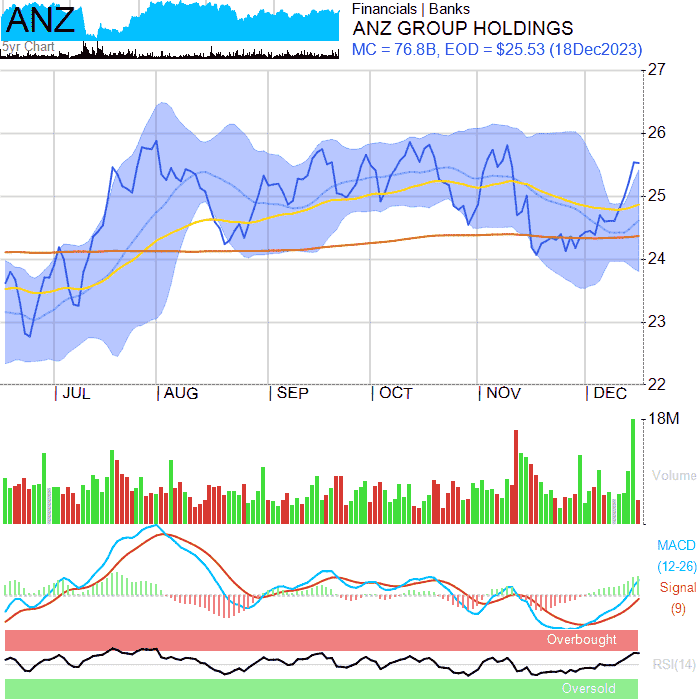 ANZ
5yr Chart
Financials | Banks
ANZ GROUP HOLDINGS
MC = 76.8B, EOD = $25.53 (18Dec2023)
27
26
25
24
23
22
| JUL | AUG | SEP | OCT | NOV | DEC
18M
Volume
MACD
(12-26)
Signal
(9)
Overbought
RSI(14)
Oversold